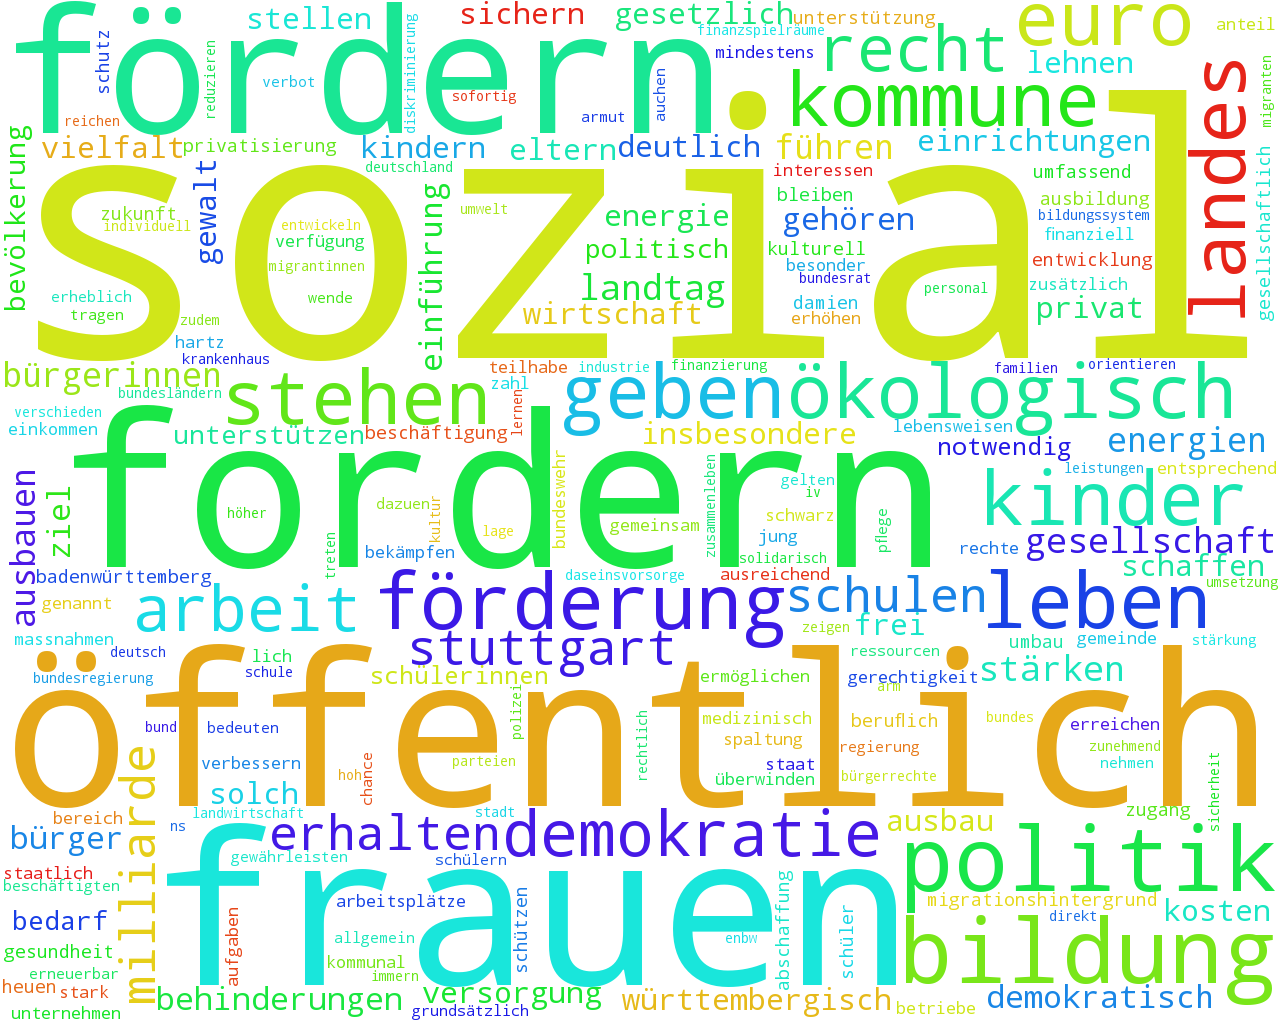 fördern
stellen
sichern
gesetzlich
unterstützung
euro
anteil
schutz
reduzieren
verbot
diskriminierung
finanzspielräume
mindestens
recht
lehnen
landes
migranten
sofortig
auchen
kommune
reichen
armut
bevölkerung
vielfalt
privatisierung
kindern
eltern
deutlich
führen
einrichtungen
sozial
gewalt
deutschland
interessen
umfassend
gesellschaftlich
zukunft
individuell
entwickeln
verfügung
migrantinnen
wende
einführung
umwelt
energie
politisch
landtag
wirtschaft
bleiben
gehören
kulturell
besonder
bundesrat
damien
erhöhen
ausbildung
bildungssystem
finanziell
entwicklung
zusätzlich
personal
privat
erheblich
tragen
zudem
hartz
krankenhaus
bürgerinnen
bundesländern
stehen
teilhabe
industrie
finanzierung
zahl
lernen
geben
ökologisch
familien
orientieren
verschieden
einkommen
unterstützen
beschäftigung
insbesondere
lebensweisen
notwendig
energien
fordern
leistungen
entsprechend
kinder
ausbauen
ziel
höher
treten
dazuen
kultur
bekämpfen
lage
bundeswehr
gemeinsam
zusammenleben
gelten
iv
schwarz
jung
solidarisch
pflege
rechte
gesellschaft
schaffen
umsetzung
badenwürttemberg
genannt
daseinsvorsorge
ausreichend
massnahmen
arbeit
förderung
schulen
leben
stuttgart
zeigen
frei
umbau
gemeinde
stärkung
deutsch
lich
schule
ressourcen
bundesregierung
schülerinnen
ermöglichen
gerechtigkeit
arm
stärken
öffentlich
polizei
bund
bedeuten
rechtlich
medizinisch
beruflich
bundes
erreichen
spaltung
regierung
zunehmend
verbessern
parteien
hoh
chance
staat
überwinden
bürgerrechte
nehmen
sicherheit
milliarde
solch
landwirtschaft
stadt
zugang
bereich
ns
bürger
erhalten
demokratie
ausbau
politik
frauen
gewährleisten
schülern
staatlich
beschäftigten
arbeitsplätze
schützen
abschaffung
schüler
migrationshintergrund
direkt
kosten
bedarf
aufgaben
allgemein
enbw
bildung
gesundheit
kommunal
erneuerbar
immern
heuen
stark
behinderungen
versorgung
württembergisch
betriebe
demokratisch
unternehmen
grundsätzlich